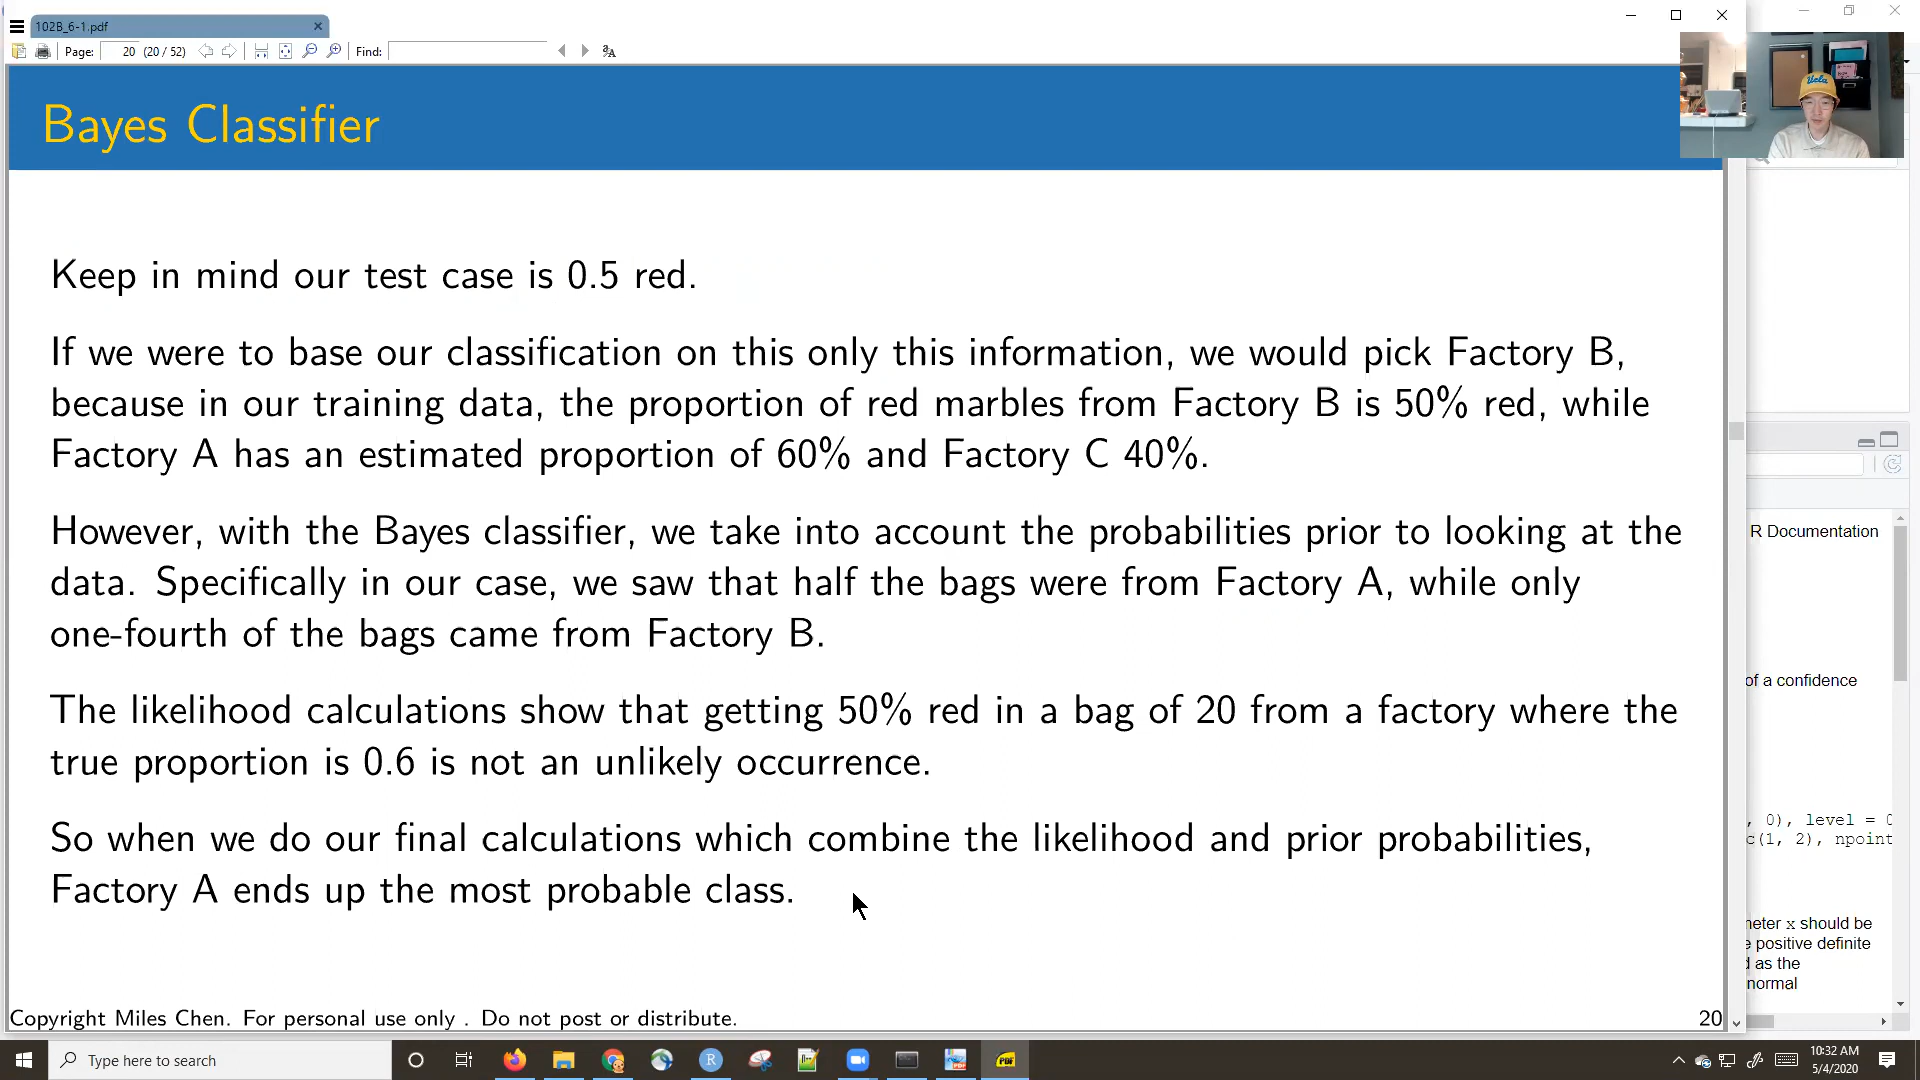 102B_6-1.pdf
Page: 20 (20 / 52) Find:
Bayes Classifier
Ucla
Keep in mind our test case is 0.5 red.
If we were to base our classification on this only this information, we would pick Factory B,
because in our training data, the proportion of red marbles from Factory B is 50% red, while
Factory A has an estimated proportion of 60% and Factory C 40%.
However, with the Bayes classifier, we take into account the probabilities prior to looking at the
data. Specifically in our case, we saw that half the bags were from Factory A, while only
one-fourth of the bags came from Factory B.
The likelihood calculations show that getting 50% red in a bag of 20 from a factory where the
true proportion is 0.6 is not an unlikely occurrence.
So when we do our final calculations which combine the likelihood and prior probabilities,
Factory A ends up the most probable class.
Copyright Miles Chen. For personal use only . Do not post or distribute.
20
R Documentation
of a confidence
, 0), level = 0
c(1, 2), npoint
neter x should be
positive definite
d as the
normal
Type here to search
10:32 AM
5/4/2020